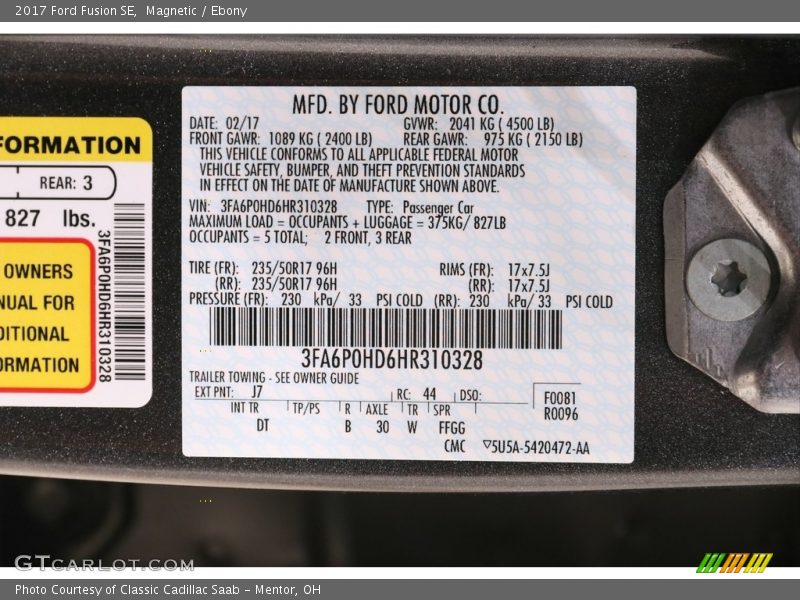 2017 Ford Fusion SE, Magnetic / Ebony
FORMATION
REAR: 3
827 lbs.
OWNERS
NUAL FOR
DITIONAL
ORMATION
3FA6P0HD6HR310328
MFD. BY FORD MOTOR CO.
DATE: 02/17 GVWR: 2041 KG ( 4500 LB)
FRONT GAWR: 1089 KG ( 2400 LB) REAR GAWR: 975 KG ( 2150 LB)
THIS VEHICLE CONFORMS TO ALL APPLICABLE FEDERAL MOTOR
VEHICLE SAFETY, BUMPER, AND THEFT PREVENTION STANDARDS
IN EFFECT ON THE DATE OF MANUFACTURE SHOWN ABOVE.
VIN: 3FA6P0HD6HR310328 TYPE: Passenger Car
MAXIMUM LOAD = OCCUPANTS + LUGGAGE = 375KG/ 827LB
OCCUPANTS = 5 TOTAL; 2 FRONT, 3 REAR
TIRE (FR): 235/50R17 96H RIMS (FR): 17x7.5J
(RR): 235/50R17 96H (RR): 17x7.5J
PRESSURE (FR): 230 kPa/ 33 PSI COLD (RR): 230 kPa/ 33 PSI COLD
3FA6P0HD6HR310328
TRAILER TOWING - SEE OWNER GUIDE
EXT PNT: J7 RC: 44 DSO: F0081
INT TR TP/PS R AXLE TR SPR R0096
DT B 30 W FFGG
CMC ▽5U5A-5420472-AA
GTCARLOT.COM
Photo Courtesy of Classic Cadillac Saab – Mentor, OH